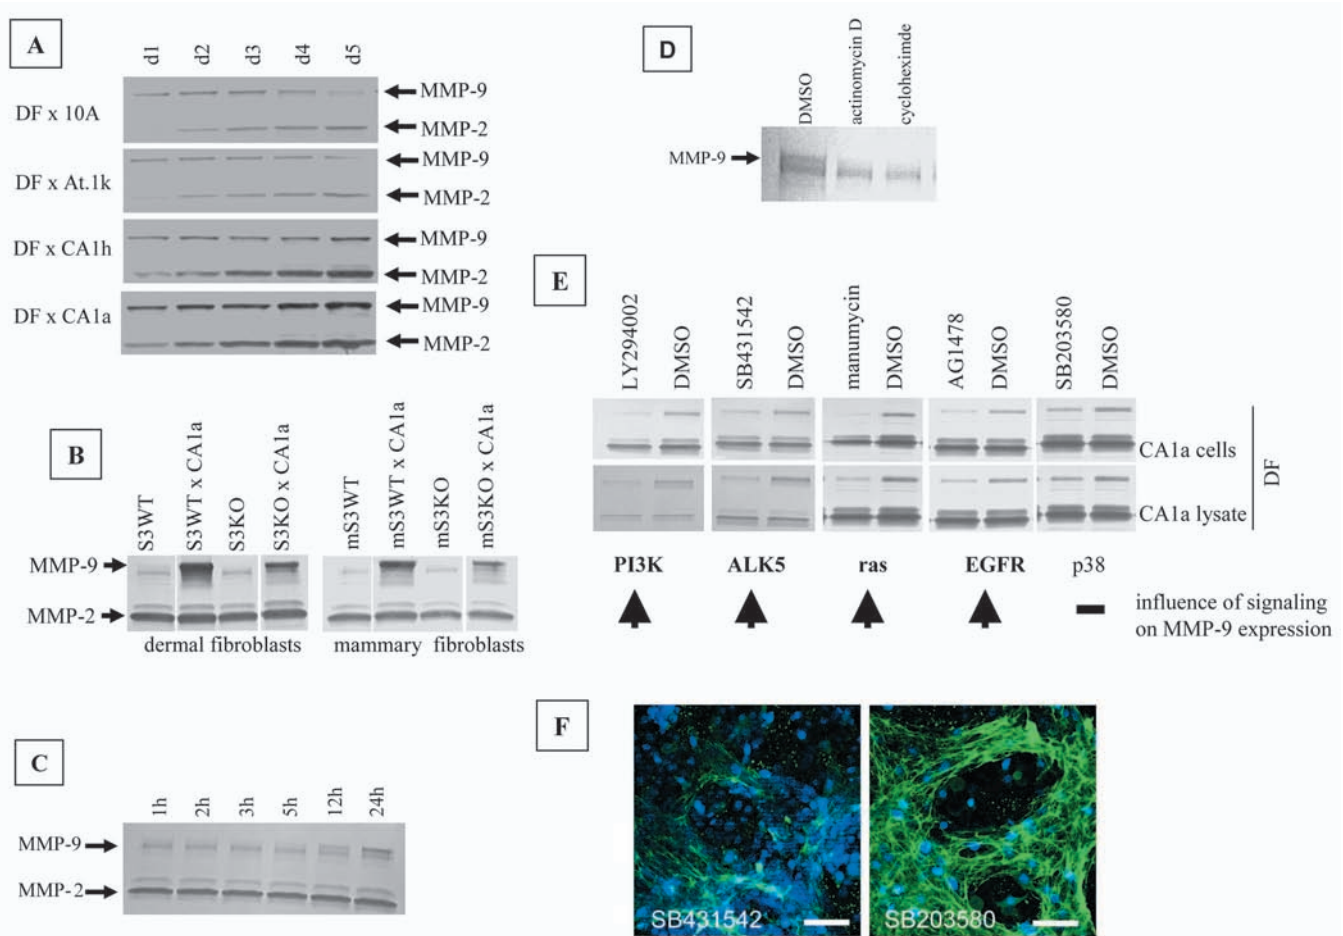 A
d1 d2 d3 d4 d5
DF x 10A
MMP-9
MMP-2
DF x At.1k
MMP-9
MMP-2
DF x CA1h
MMP-9
MMP-2
DF x CA1a
MMP-9
MMP-2
B
S3WT
S3WT x CA1a
S3KO
S3KO x CA1a
mS3WT
mS3WT x CA1a
mS3KO
mS3KO x CA1a
MMP-9
MMP-2
dermal fibroblasts
mammary fibroblasts
C
1h 2h 3h 5h 12h 24h
MMP-9
MMP-2
D
DMSO
actinomycin D
cycloheximde
MMP-9
E
LY294002
DMSO
SB431542
DMSO
manumycin
DMSO
AG1478
DMSO
SB203580
DMSO
CA1a cells
CA1a lysate
DF
PI3K ALK5 ras EGFR p38
influence of signaling
on MMP-9 expression
F
SB431542
SB203580